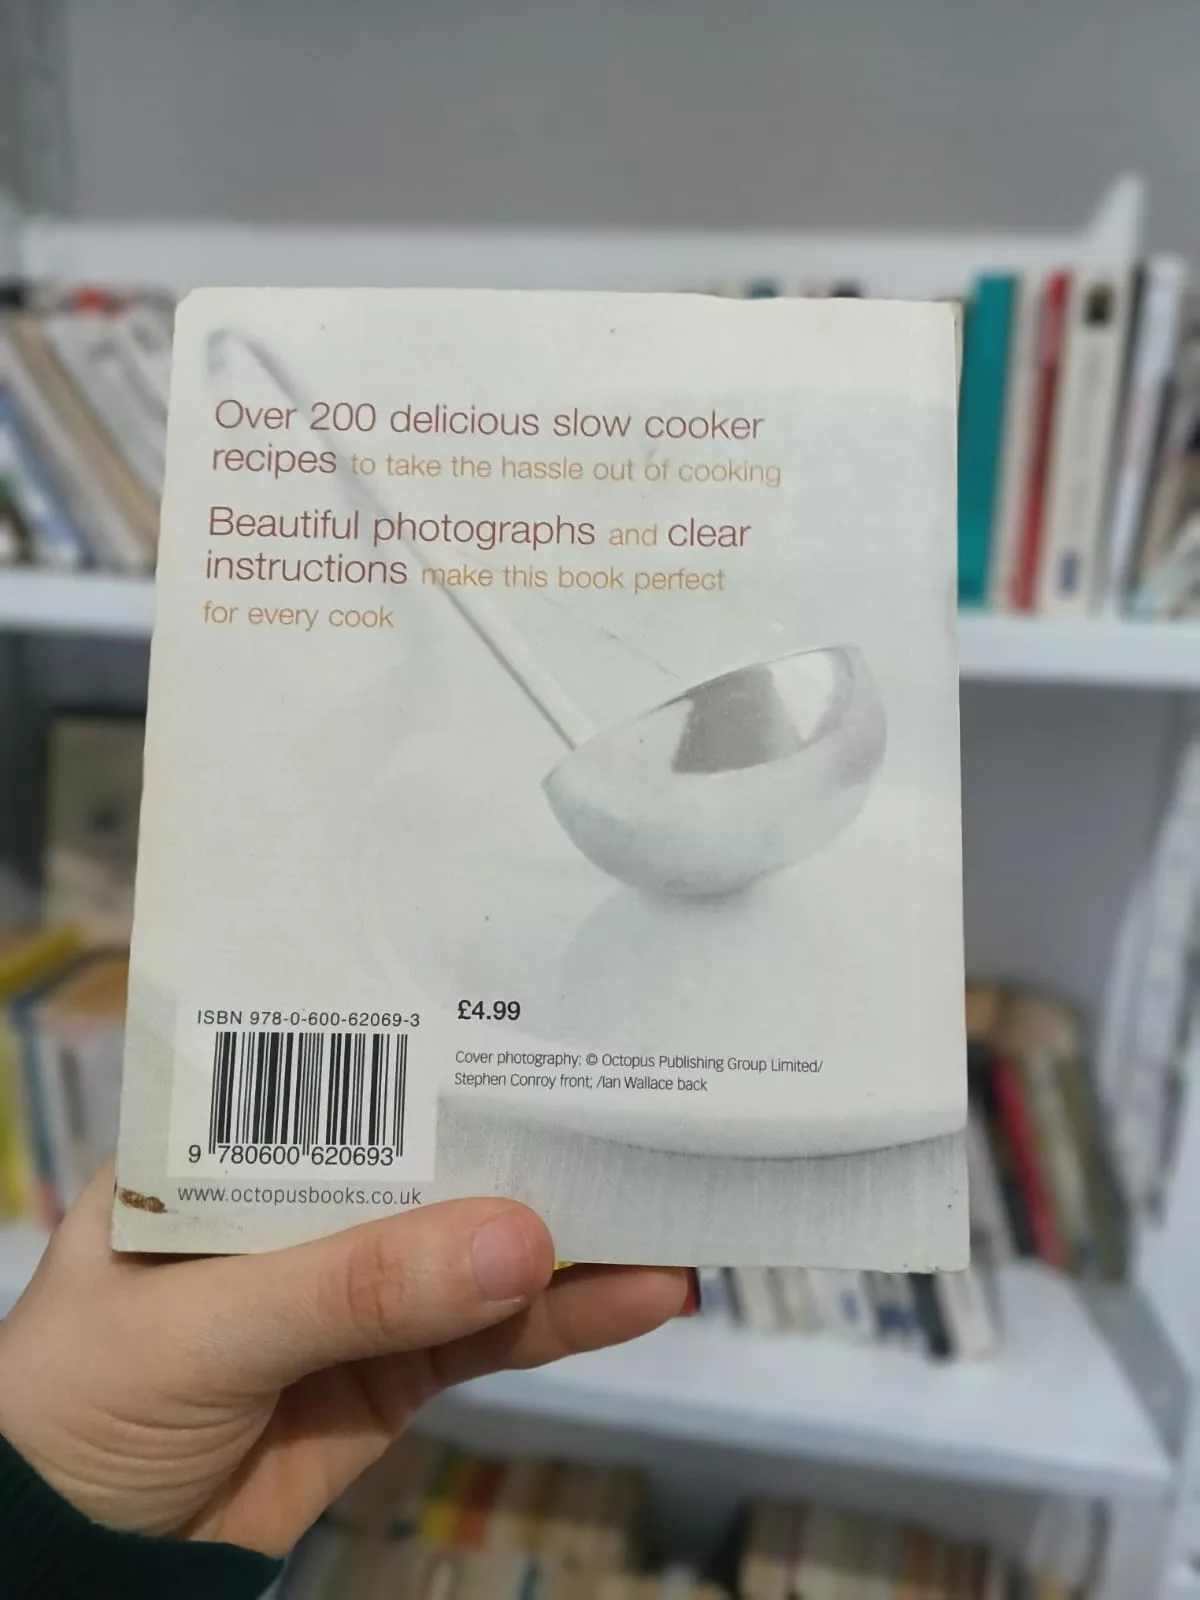 Over 200 delicious slow cooker
recipes to take the hassle out of cooking
Beautiful photographs and clear
instructions make this book perfect
for every cook
ISBN 978-0-600-62069-3
£4.99
Cover photography: © Octopus Publishing Group Limited/
Stephen Conroy front; /Ian Wallace back
9 780600 620693
www.octopusbooks.co.uk